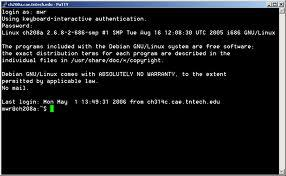 ch208a.cae.tntech.edu - PuTTY
login as: mwr
Using keyboard-interactive authentication.
Password:
Linux ch208a 2.6.8-2-686-smp #1 SMP Tue Aug 16 12:08:30 UTC 2005 i686 GNU/Linux
The programs included with the Debian GNU/Linux system are free software;
the exact distribution terms for each program are described in the
individual files in /usr/share/doc/*/copyright.
Debian GNU/Linux comes with ABSOLUTELY NO WARRANTY, to the extent
permitted by applicable law.
No mail.
Last login: Mon May  1 13:49:31 2006 from ch314c.cae.tntech.edu
mwr@ch208a:~$